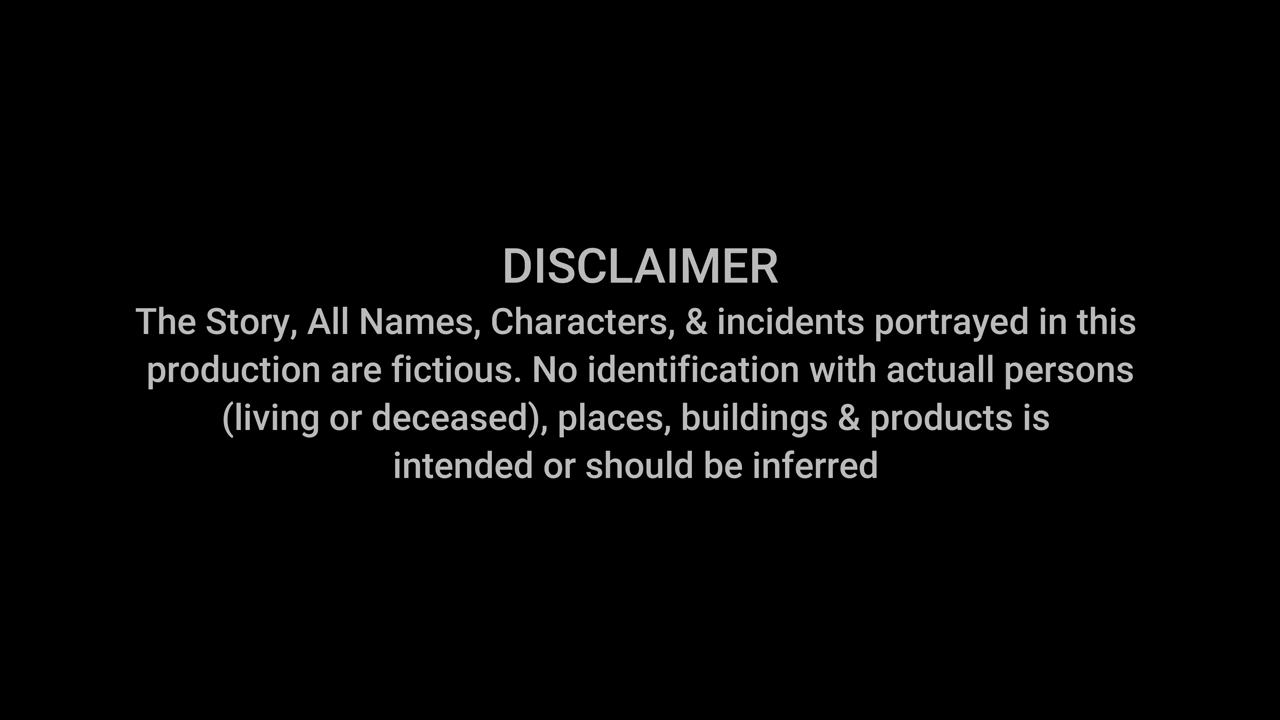 DISCLAIMER
The Story, All Names, Characters, & incidents portrayed in this
production are fictious. No identification with actuall persons
(living or deceased), places, buildings & products is
intended or should be inferred